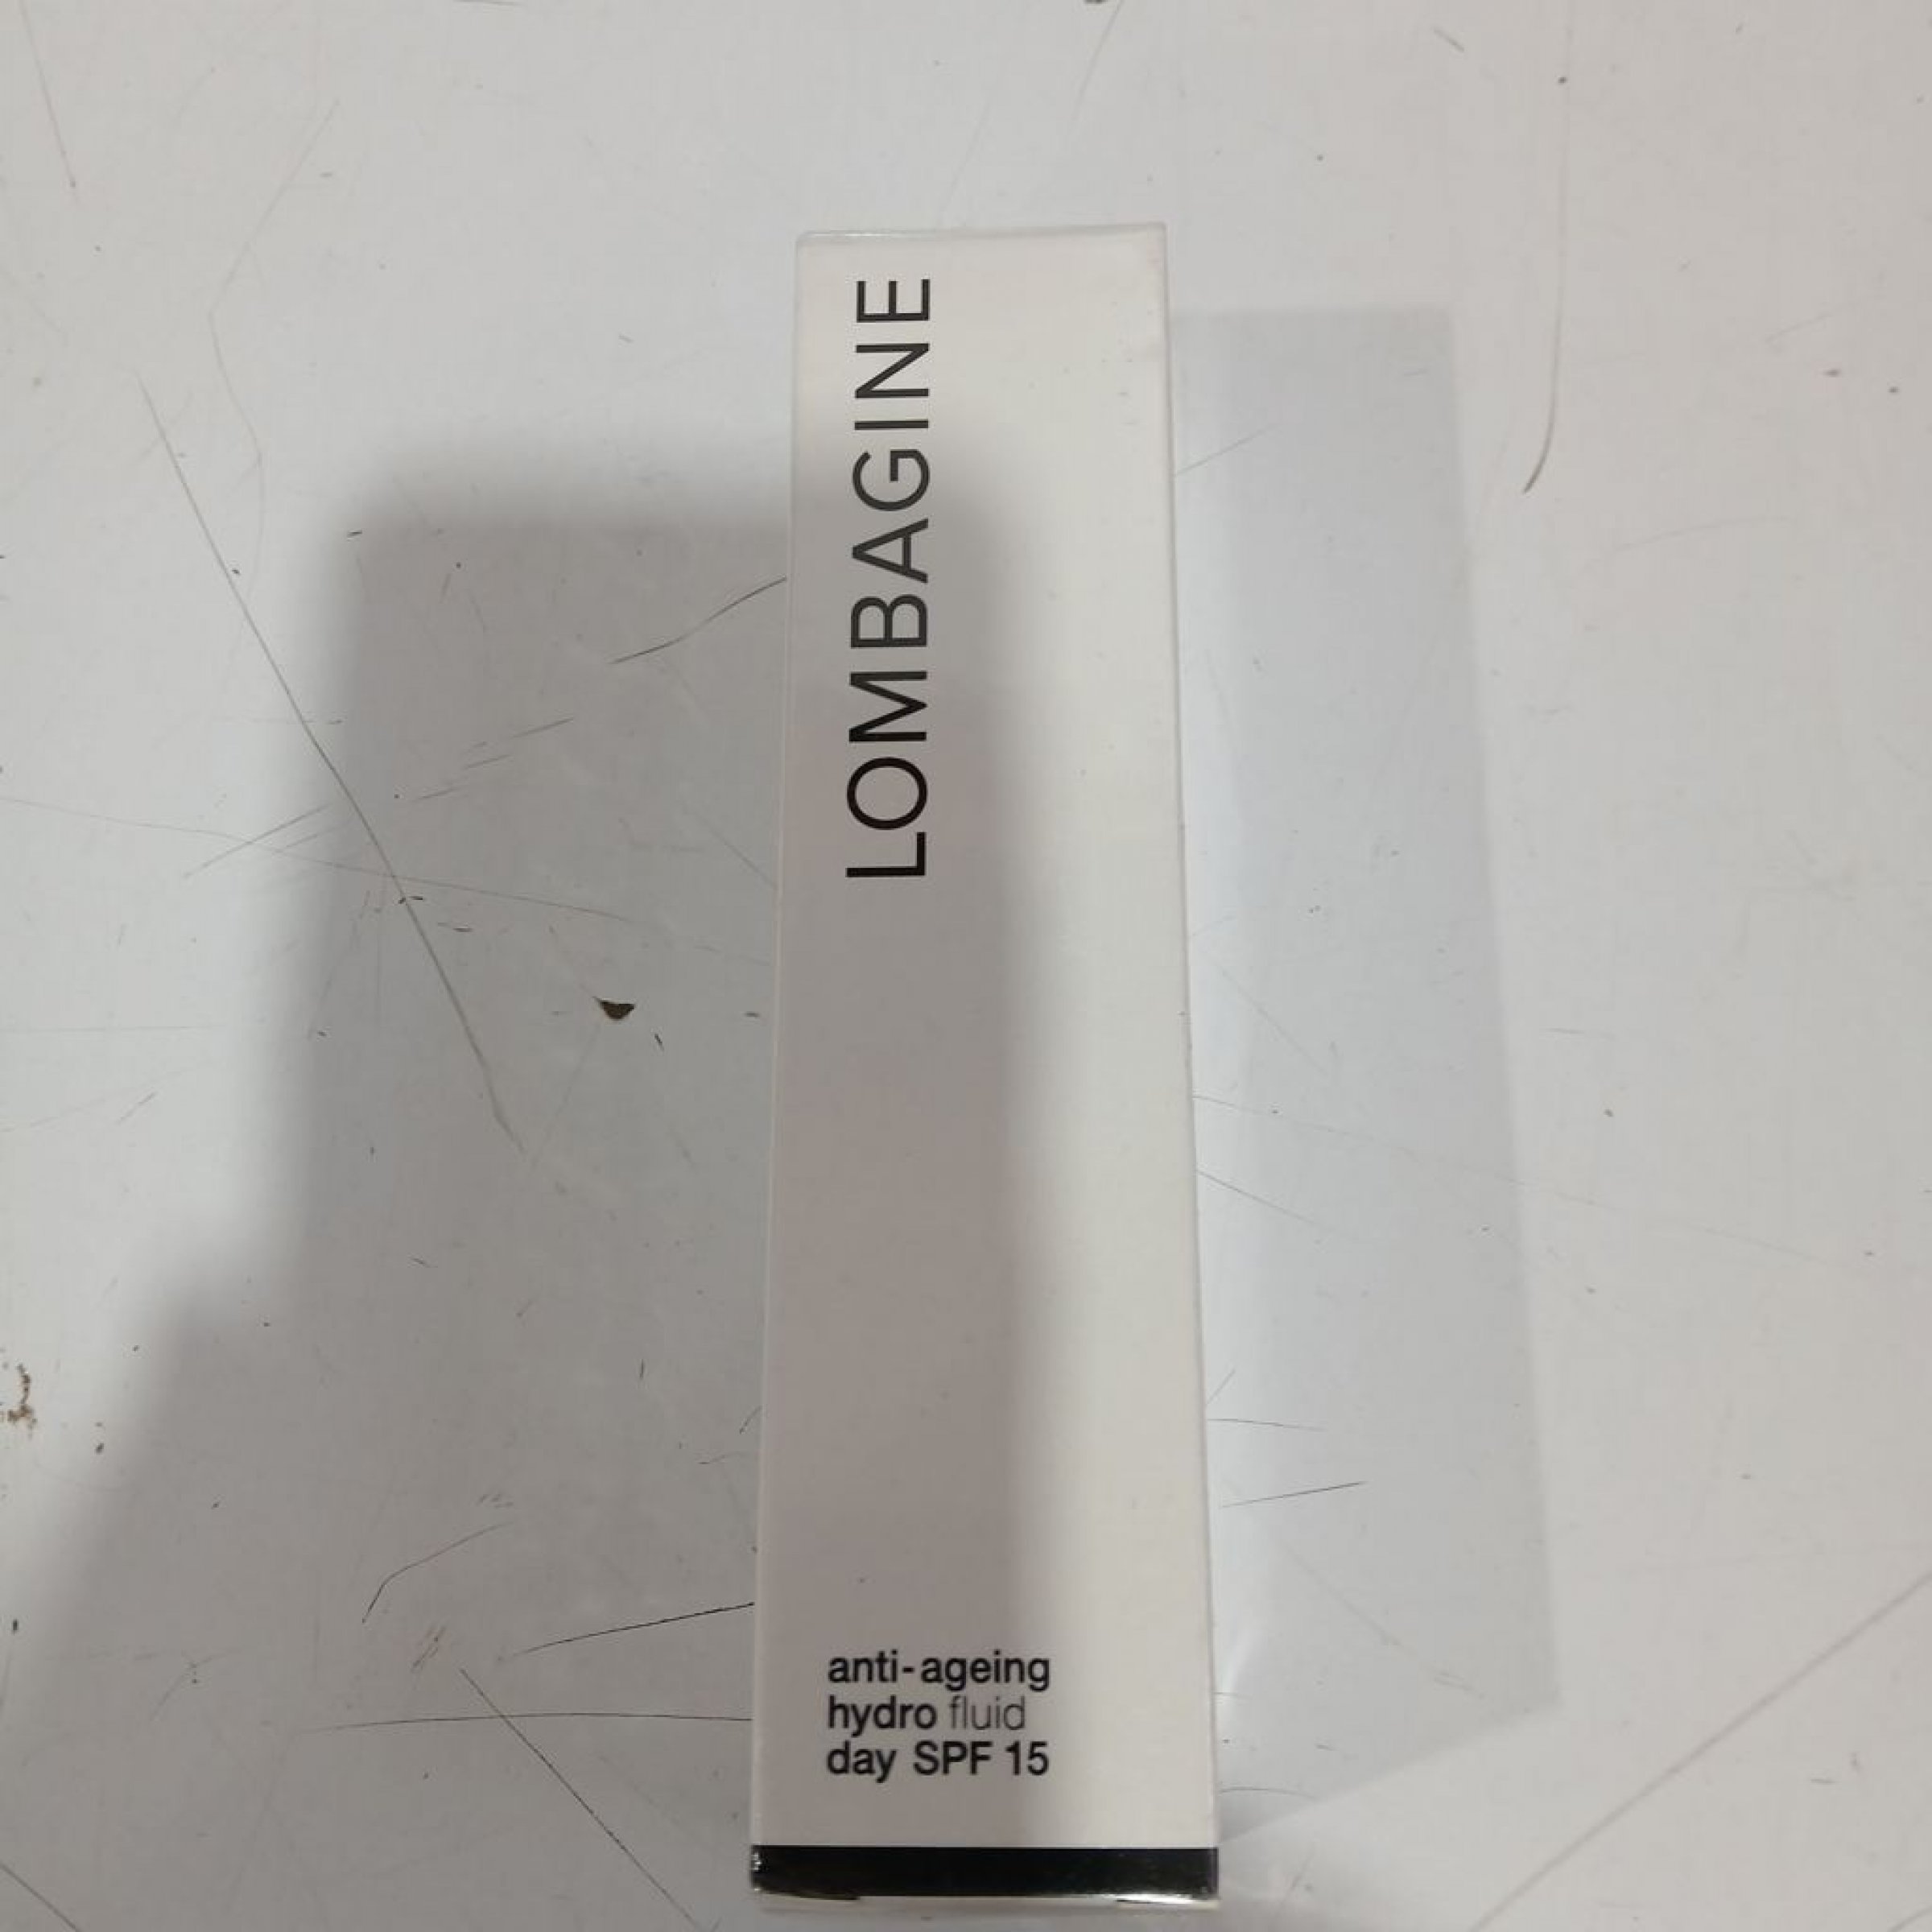 LOMBAGINE
anti-ageing
hydro fluid
day SPF 15